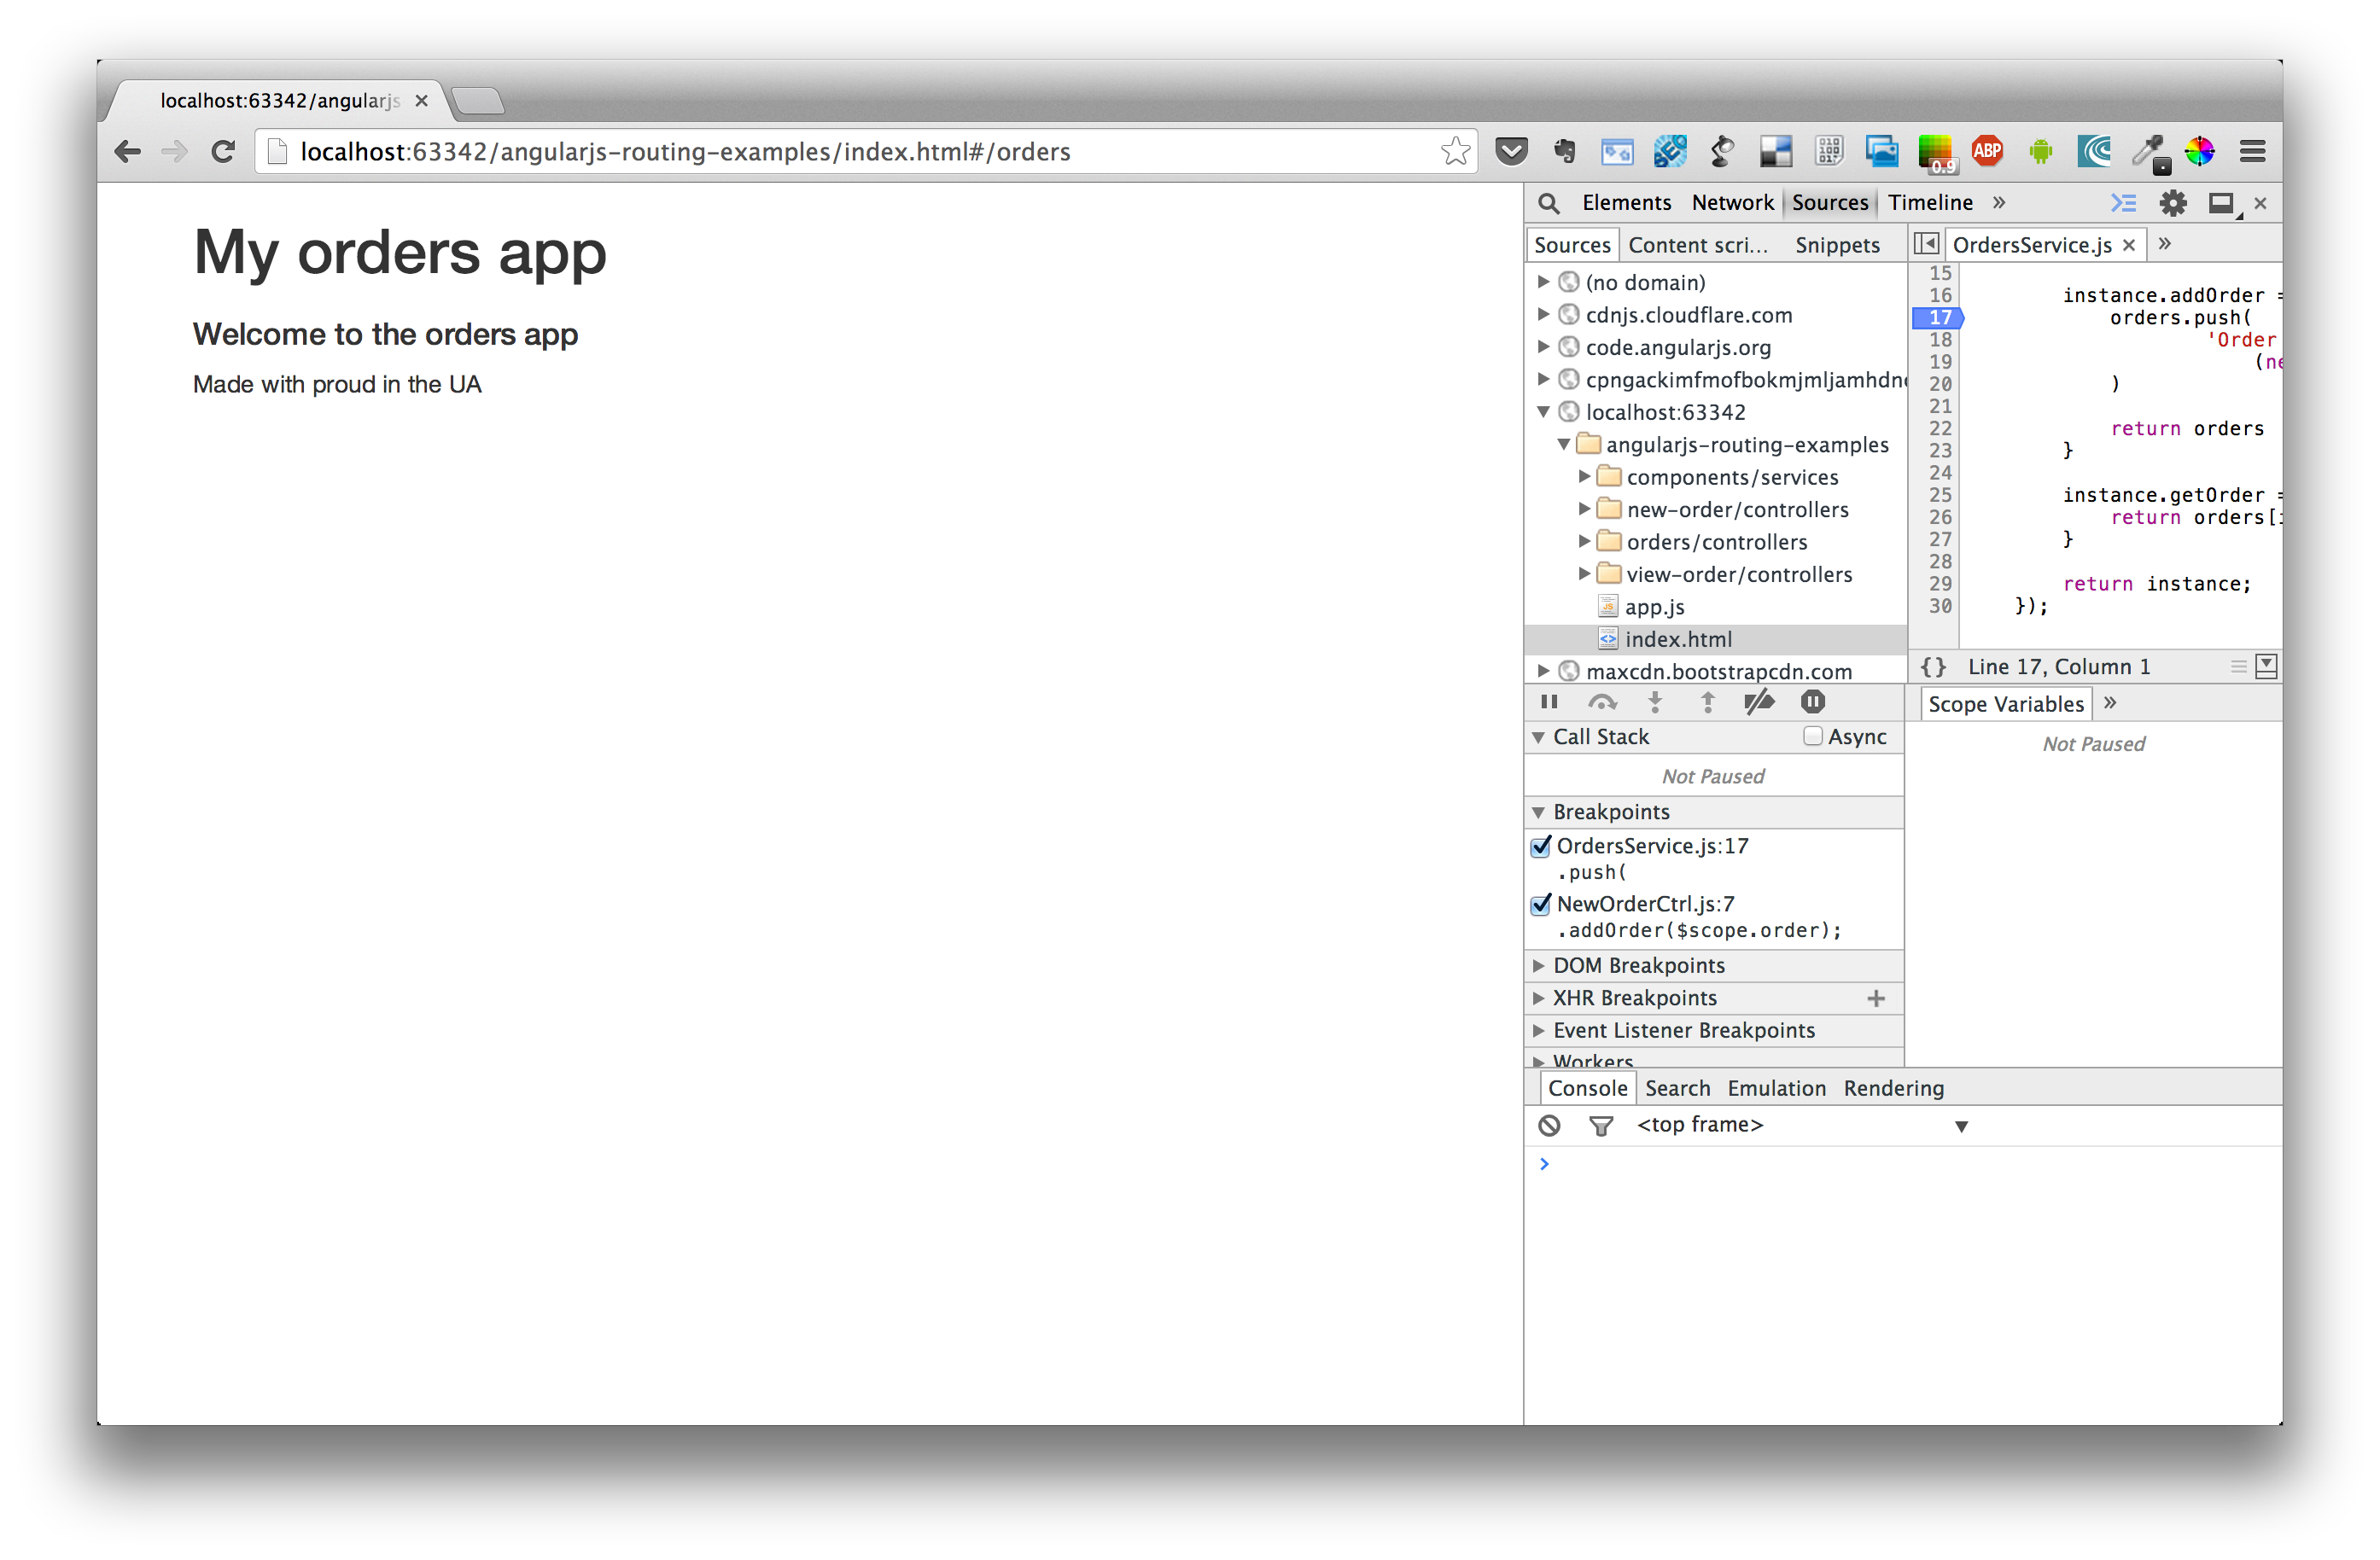 localhost:63342/angularjs
localhost:63342/angularjs-routing-examples/index.html#/orders
0.9
ABP
My orders app
Welcome to the orders app
Made with proud in the UA
Elements Network Sources Timeline »
Sources Content scri... Snippets
(no domain)
cdnjs.cloudflare.com
code.angularjs.org
cpngackimfmofbokmjmljamhdn
localhost:63342
angularjs-routing-examples
components/services
new-order/controllers
orders/controllers
view-order/controllers
app.js
index.html
maxcdn.bootstrapcdn.com
OrdersService.js × »
15
16 instance.addOrder =
17 orders.push(
18 'Order
19 (ne
20 )
21
22 return orders
23 }
24
25 instance.getOrder =
26 return orders[i
27 }
28
29 return instance;
30 });
{} Line 17, Column 1
Call Stack Async
Not Paused
Breakpoints
OrdersService.js:17
.push(
NewOrderCtrl.js:7
.addOrder($scope.order);
DOM Breakpoints
XHR Breakpoints +
Event Listener Breakpoints
Workers
Scope Variables »
Not Paused
Console Search Emulation Rendering
<top frame>
>